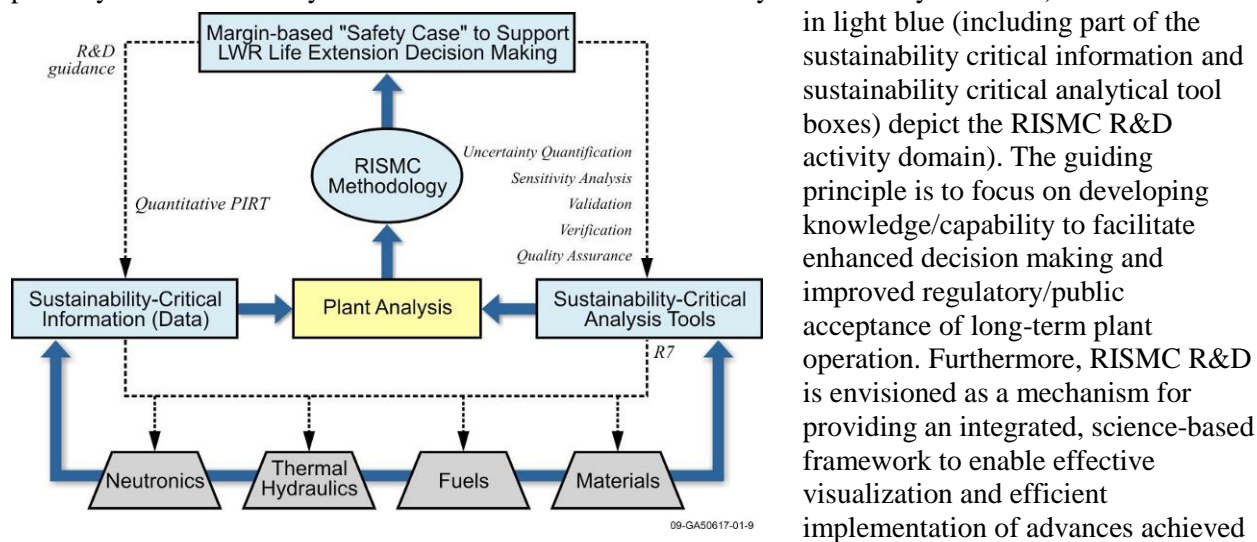 Margin-based "Safety Case" to Support
LWR Life Extension Decision Making
R&D
guidance
RISMC
Methodology
Uncertainty Quantification
Sensitivity Analysis
Validation
Verification
Quality Assurance
Quantitative PIRT
Sustainability-Critical
Information (Data)
Plant Analysis
Sustainability-Critical
Analysis Tools
R7
Neutronics
Thermal
Hydraulics
Fuels
Materials
09-GA50617-01-9
in light blue (including part of the
sustainability critical information and
sustainability critical analytical tool
boxes) depict the RISMC R&D
activity domain). The guiding
principle is to focus on developing
knowledge/capability to facilitate
enhanced decision making and
improved regulatory/public
acceptance of long-term plant
operation. Furthermore, RISMC R&D
is envisioned as a mechanism for
providing an integrated, science-based
framework to enable effective
visualization and efficient
implementation of advances achieved